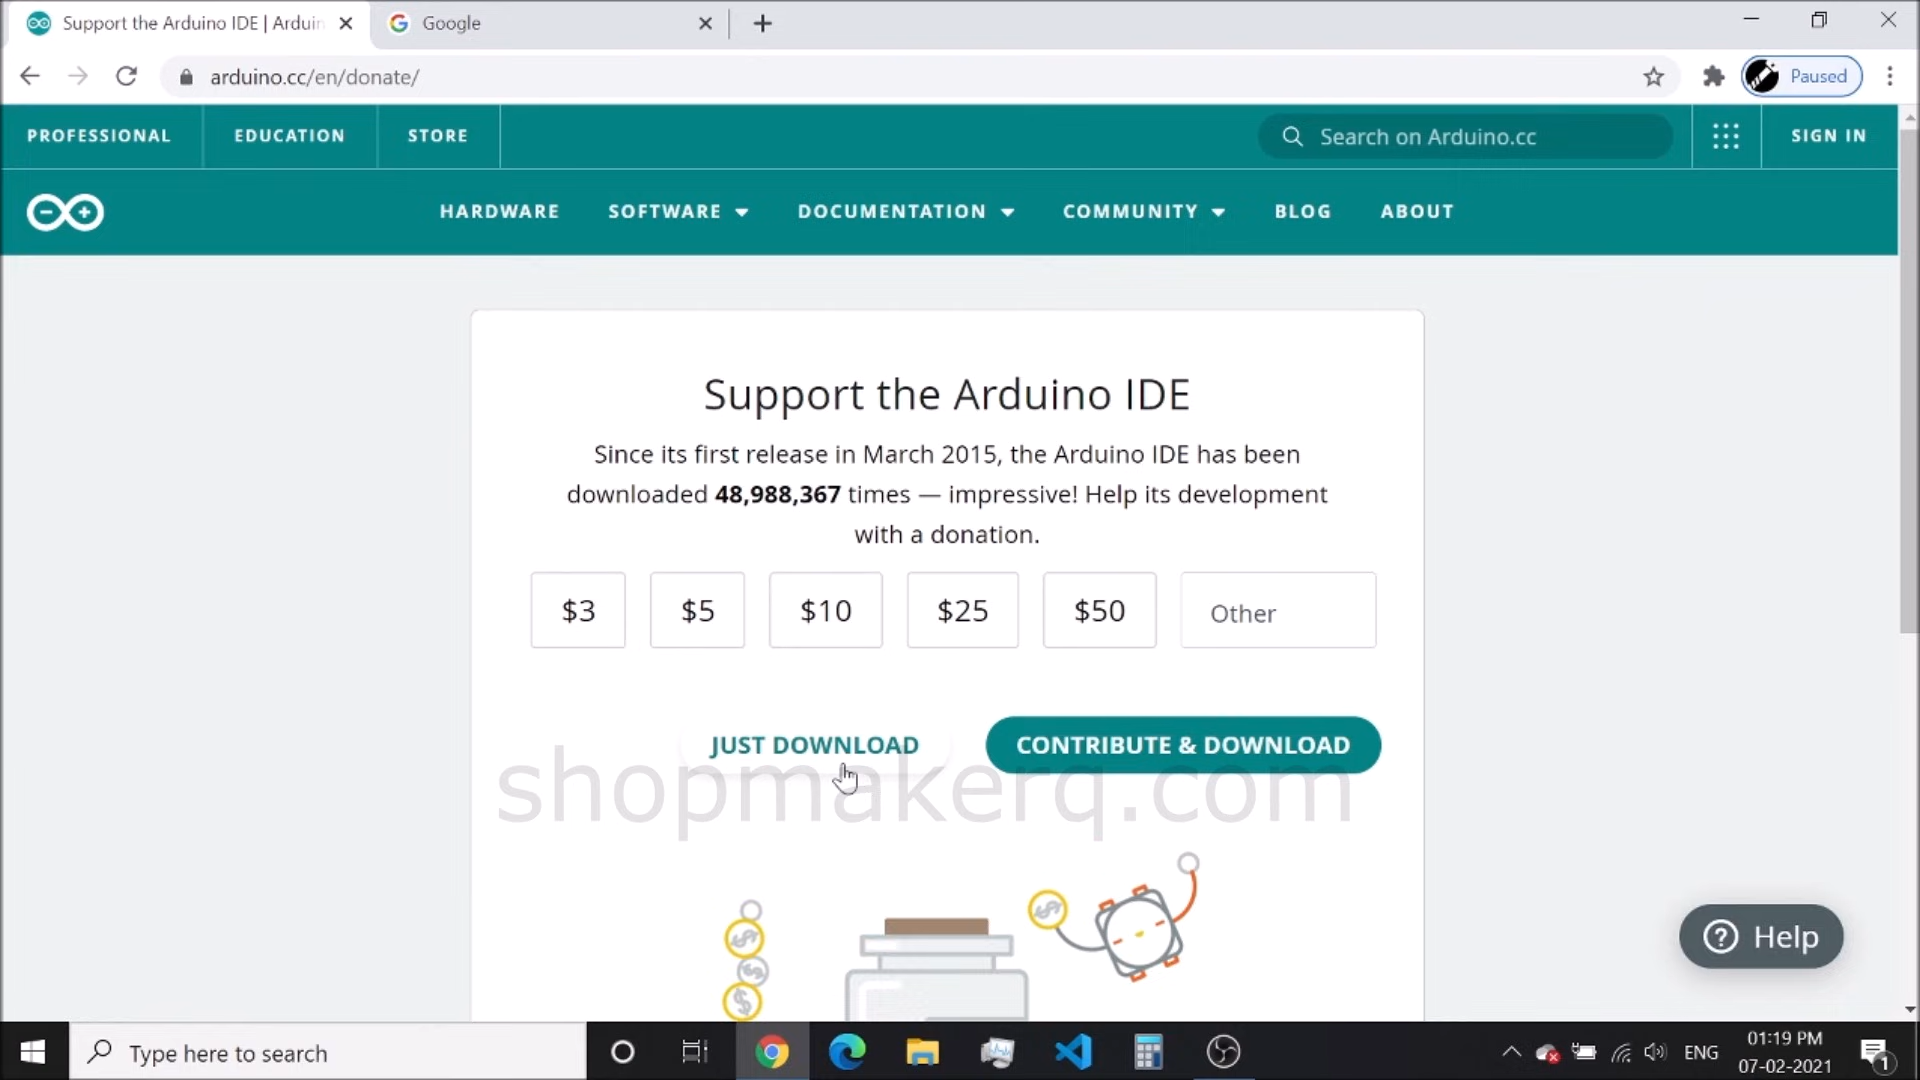 Support the Arduino IDE | Arduin
Google
arduino.cc/en/donate/
Paused
PROFESSIONAL
EDUCATION
STORE
Search on Arduino.cc
SIGN IN
HARDWARE
SOFTWARE
DOCUMENTATION
COMMUNITY
BLOG
ABOUT
Support the Arduino IDE
Since its first release in March 2015, the Arduino IDE has been
downloaded 48,988,367 times — impressive! Help its development
with a donation.
$3
$5
$10
$25
$50
Other
JUST DOWNLOAD
CONTRIBUTE & DOWNLOAD
shopmakerq.com
Help
Type here to search
ENG
01:19 PM
07-02-2021
1